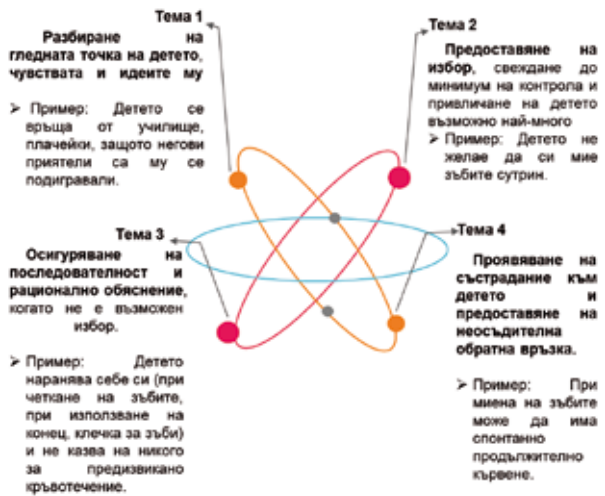 Тема 1
Разбиране на
гледната точка на детето,
чувствата и идеите му
➢ Пример: Детето се
връща от училище,
плачейки, защото негови
приятели са му се
подигравали.
Тема 2
Предоставяне на
избор, свеждане до
минимум на контрола и
привличане на детето
възможно най-много
➢ Пример: Детето не
желае да си мие
зъбите сутрин.
Тема 3
Осигуряване на
последователност и
рационално обяснение,
когато не е възможен
избор.
➢ Пример: Детето
наранява себе си (при
четкане на зъбите,
при използване на
конец, клечка за зъби)
и не казва на никого
за предизвикано
кръвотечение.
Тема 4
Проявяване на
състрадание към
детето и
предоставяне на
неосъдителна
обратна връзка.
➢ Пример: При
миена на зъбите
може да има
спонтанно
продължително
кървене.